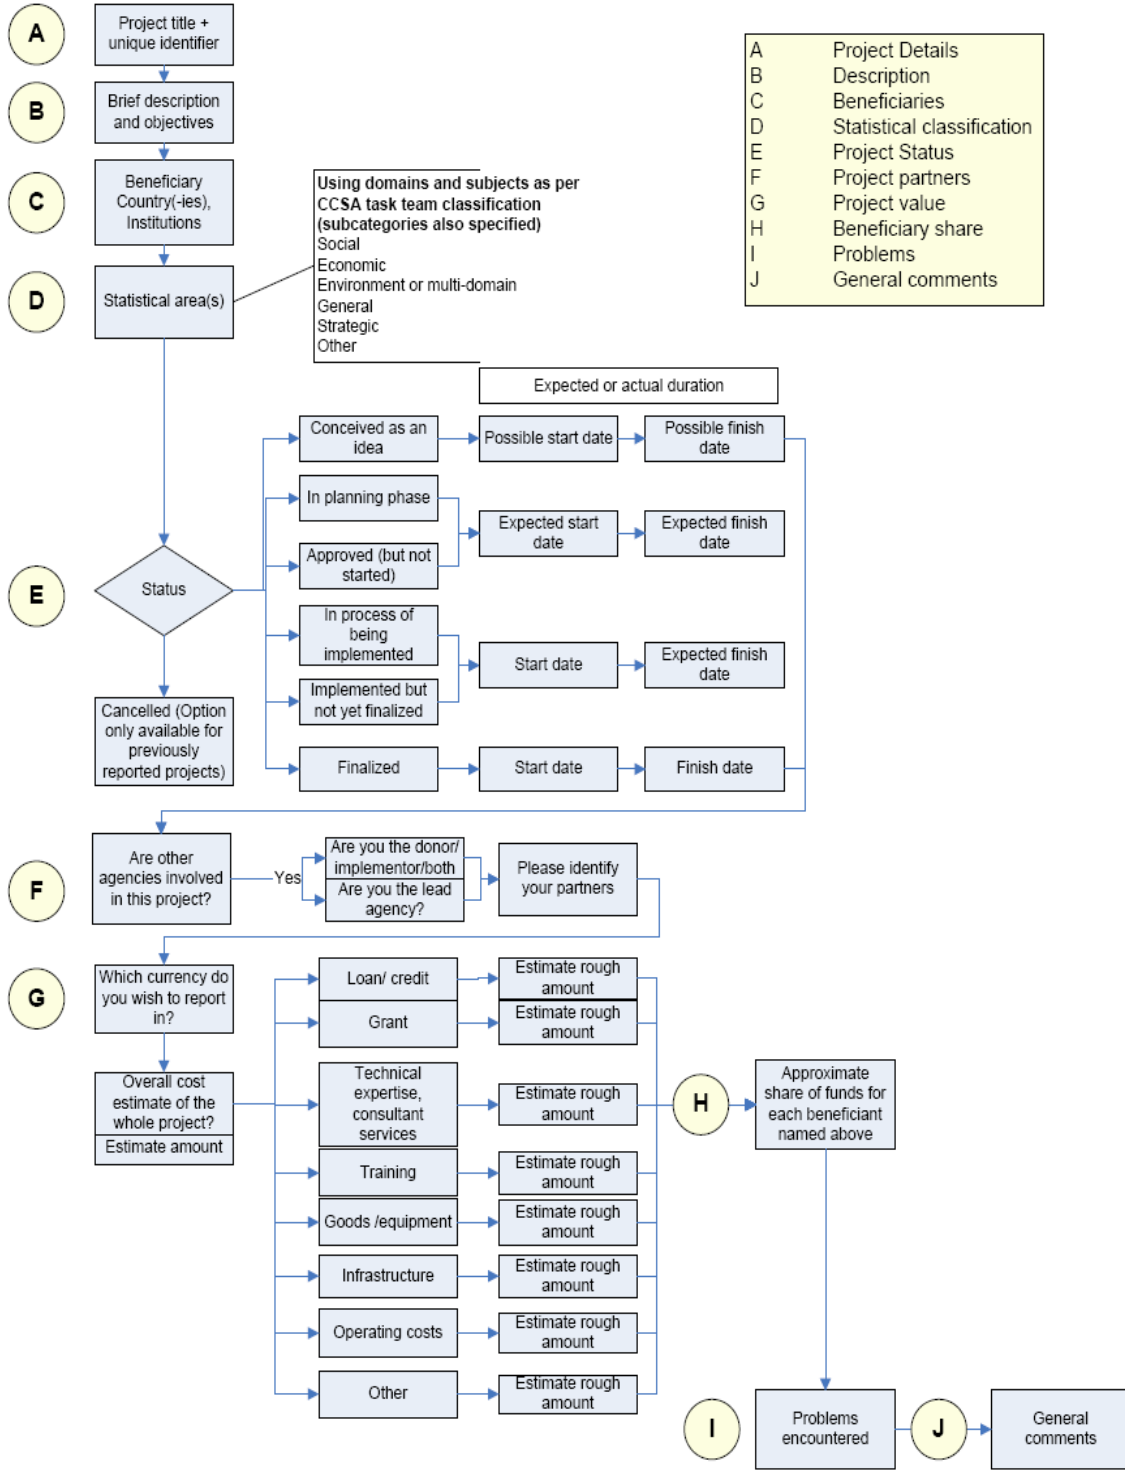 A
Project title +
unique identifier
B
Brief description
and objectives
C
Beneficiary
Country(-ies),
Institutions
D
Statistical area(s)
Using domains and subjects as per
CCSA task team classification
(subcategories also specified)
Social
Economic
Environment or multi-domain
General
Strategic
Other
A Project Details
B Description
C Beneficiaries
D Statistical classification
E Project Status
F Project partners
G Project value
H Beneficiary share
I Problems
J General comments
Expected or actual duration
E
Status
Cancelled (Option
only available for
previously
reported projects)
Conceived as an
idea
Possible start date
Possible finish
date
In planning phase
Approved (but not
started)
Expected start
date
Expected finish
date
In process of
being
implemented
Implemented but
not yet finalized
Start date
Expected finish
date
Finalized
Start date
Finish date
F
Are other
agencies involved
in this project?
Yes
Are you the donor/
implementor/both
Are you the lead
agency?
Please identify
your partners
G
Which currency do
you wish to report
in?
Overall cost
estimate of the
whole project?
Estimate amount
Loan/ credit
Estimate rough
amount
Grant
Estimate rough
amount
Technical
expertise,
consultant
services
Estimate rough
amount
Training
Estimate rough
amount
Goods /equipment
Estimate rough
amount
Infrastructure
Estimate rough
amount
Operating costs
Estimate rough
amount
Other
Estimate rough
amount
H
Approximate
share of funds for
each beneficiant
named above
I
Problems
encountered
J
General
comments